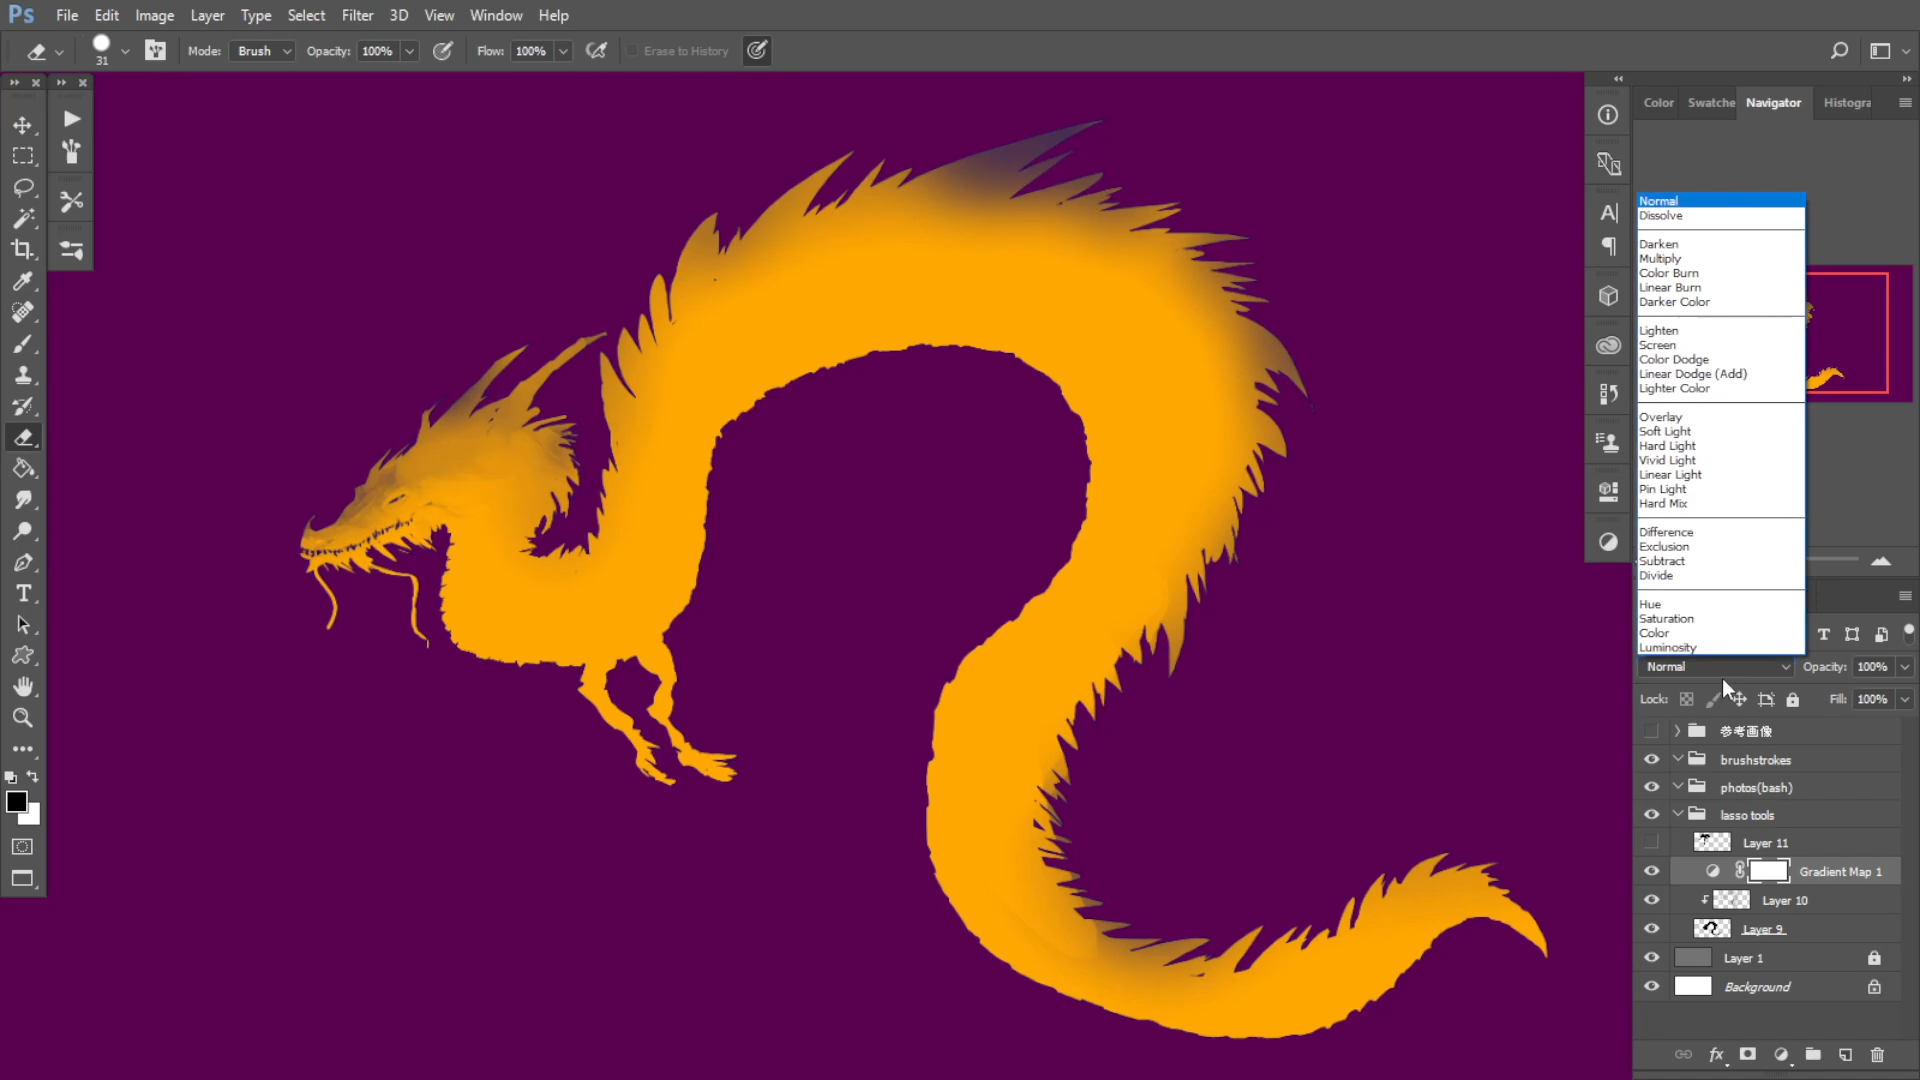 Ps File Edit Image Layer Type Select Filter 3D View Window Help
31 Mode: Brush Opacity: 100% Flow: 100% Erase to History
Color Swatche Navigator Histogra
Normal
Dissolve
Darken
Multiply
Color Burn
Linear Burn
Darker Color
Lighten
Screen
Color Dodge
Linear Dodge (Add)
Lighter Color
Overlay
Soft Light
Hard Light
Vivid Light
Linear Light
Pin Light
Hard Mix
Difference
Exclusion
Subtract
Divide
Hue
Saturation
Color
Luminosity
Normal Opacity: 100%
Lock: Fill: 100%
参考画像
brushstrokes
photos(bash)
lasso tools
Layer 11
Gradient Map 1
Layer 10
Layer 9
Layer 1
Background
fx